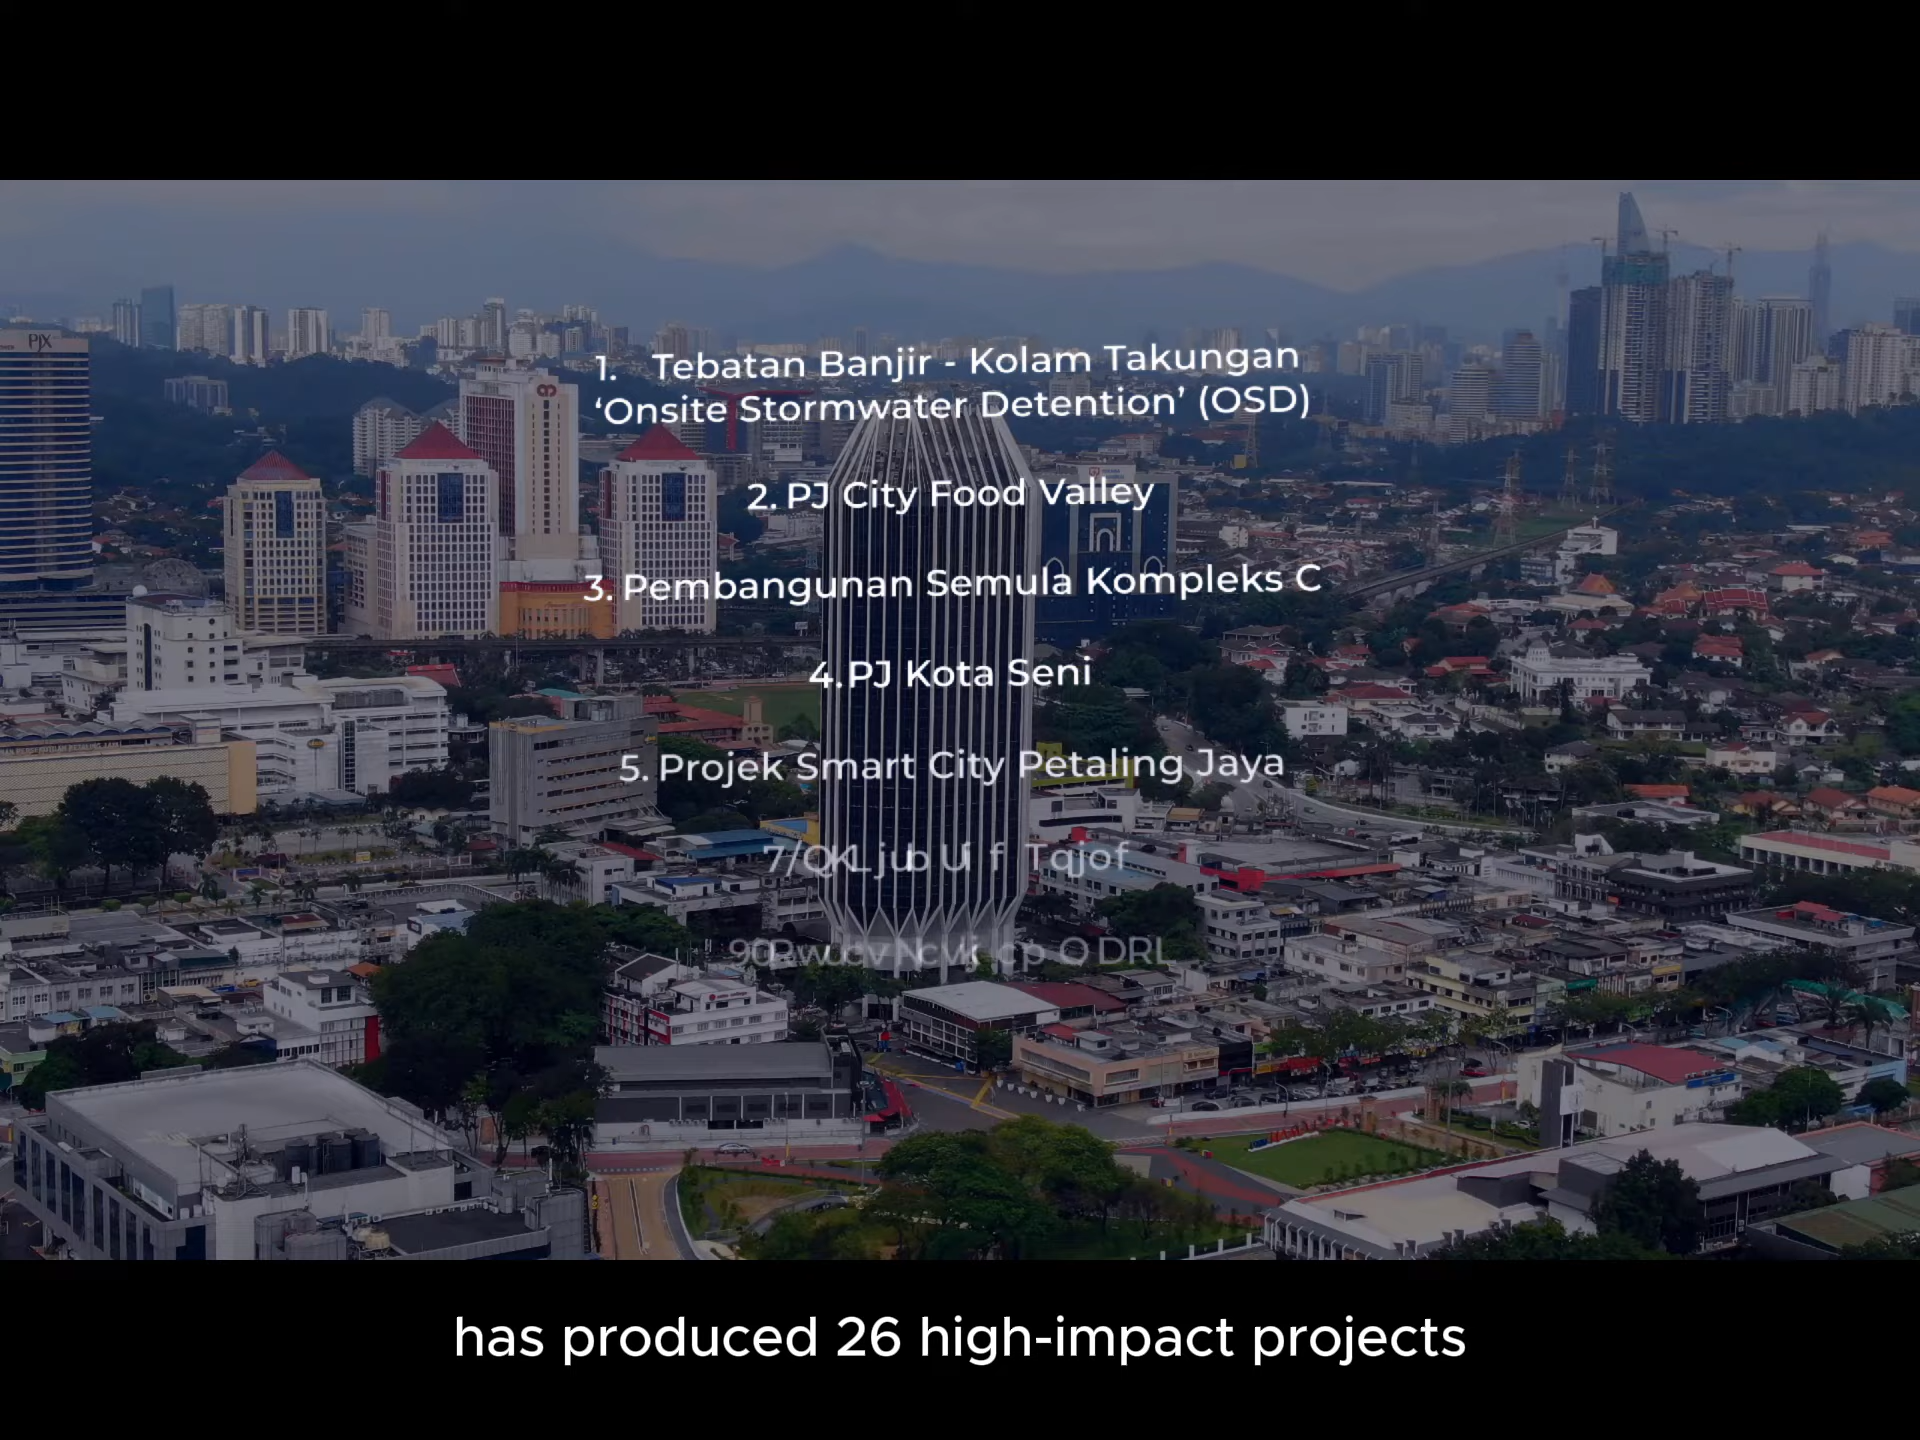 PJX
1. Tebatan Banjir - Kolam Takungan
‘Onsite Stormwater Detention’ (OSD)
2. PJ City Food Valley
3. Pembangunan Semula Kompleks C
4. PJ Kota Seni
5. Projek Smart City Petaling Jaya
has produced 26 high-impact projects